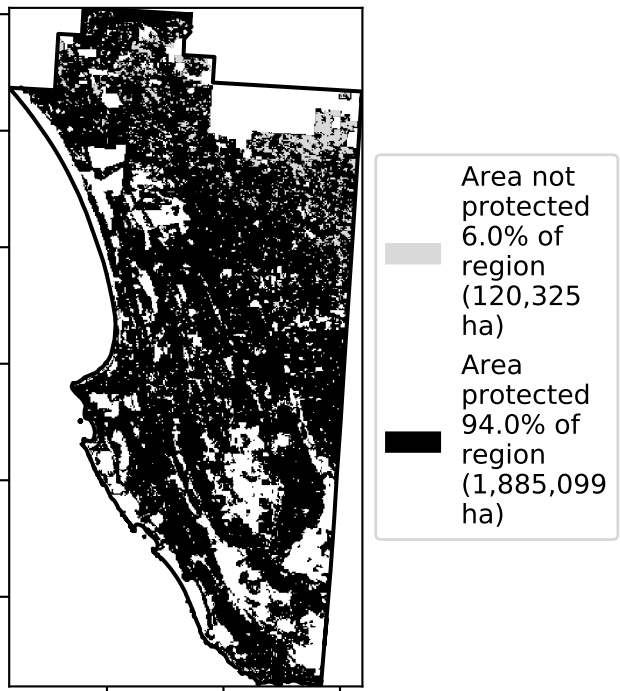 Area not
protected
6.0% of
region
(120,325
ha)
Area
protected
94.0% of
region
(1,885,099
ha)